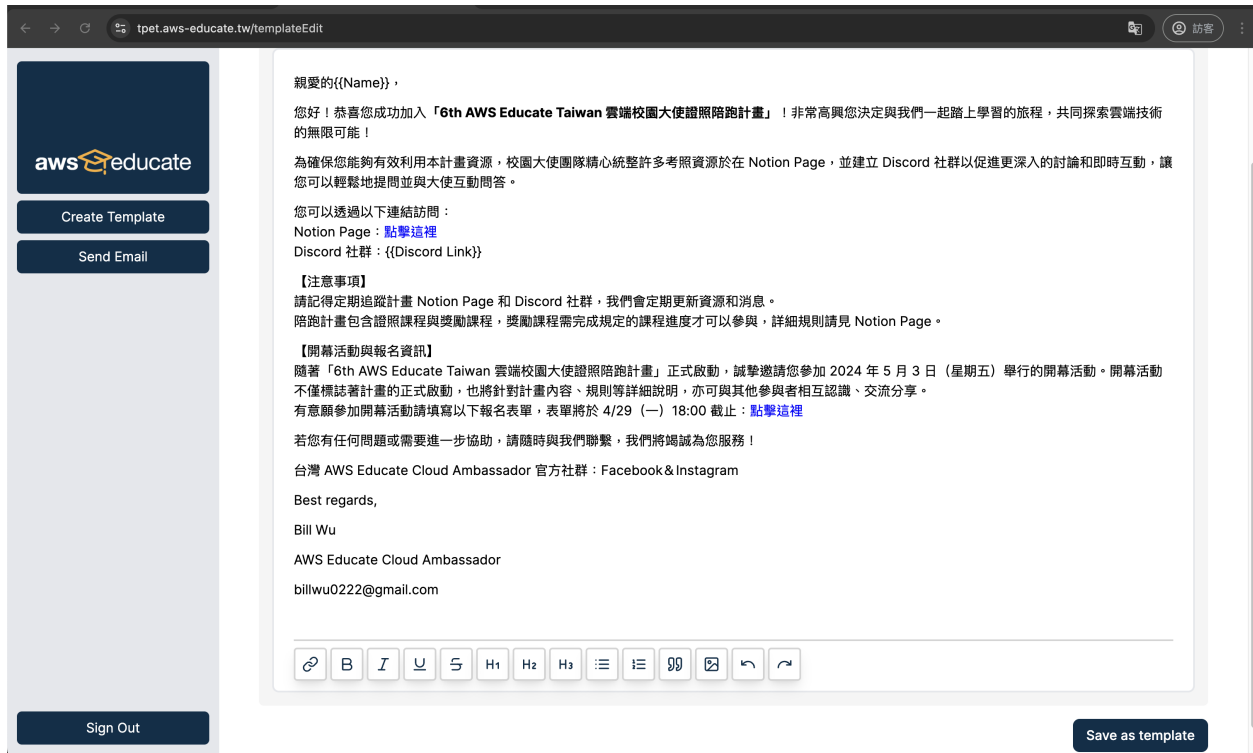 tpet.aws-educate.tw/templateEdit
訪客
aws educate
Create Template
Send Email
Sign Out
親愛的{{Name}}，
您好！恭喜您成功加入「6th AWS Educate Taiwan 雲端校園大使證照陪跑計畫」！非常高興您決定與我們一起踏上學習的旅程，共同探索雲端技術
的無限可能！
為確保您能夠有效利用本計畫資源，校園大使團隊精心統整許多考照資源於在 Notion Page，並建立 Discord 社群以促進更深入的討論和即時互動，讓
您可以輕鬆地提問並與大使互動問答。
您可以透過以下連結訪問：
Notion Page：點擊這裡
Discord 社群：{{Discord Link}}
【注意事項】
請記得定期追蹤計畫 Notion Page 和 Discord 社群，我們會定期更新資源和消息。
陪跑計畫包含證照課程與獎勵課程，獎勵課程需完成規定的課程進度才可以參與，詳細規則請見 Notion Page。
【開幕活動與報名資訊】
隨著「6th AWS Educate Taiwan 雲端校園大使證照陪跑計畫」正式啟動，誠摯邀請您參加 2024 年 5 月 3 日（星期五）舉行的開幕活動。開幕活動
不僅標誌著計畫的正式啟動，也將針對計畫內容、規則等詳細說明，亦可與其他參與者相互認識、交流分享。
有意願參加開幕活動請填寫以下報名表單，表單將於 4/29（一）18:00 截止：點擊這裡
若您有任何問題或需要進一步協助，請隨時與我們聯繫，我們將竭誠為您服務！
台灣 AWS Educate Cloud Ambassador 官方社群：Facebook＆Instagram
Best regards,
Bill Wu
AWS Educate Cloud Ambassador
billwu0222@gmail.com
B I U S H1 H2 H3
Save as template